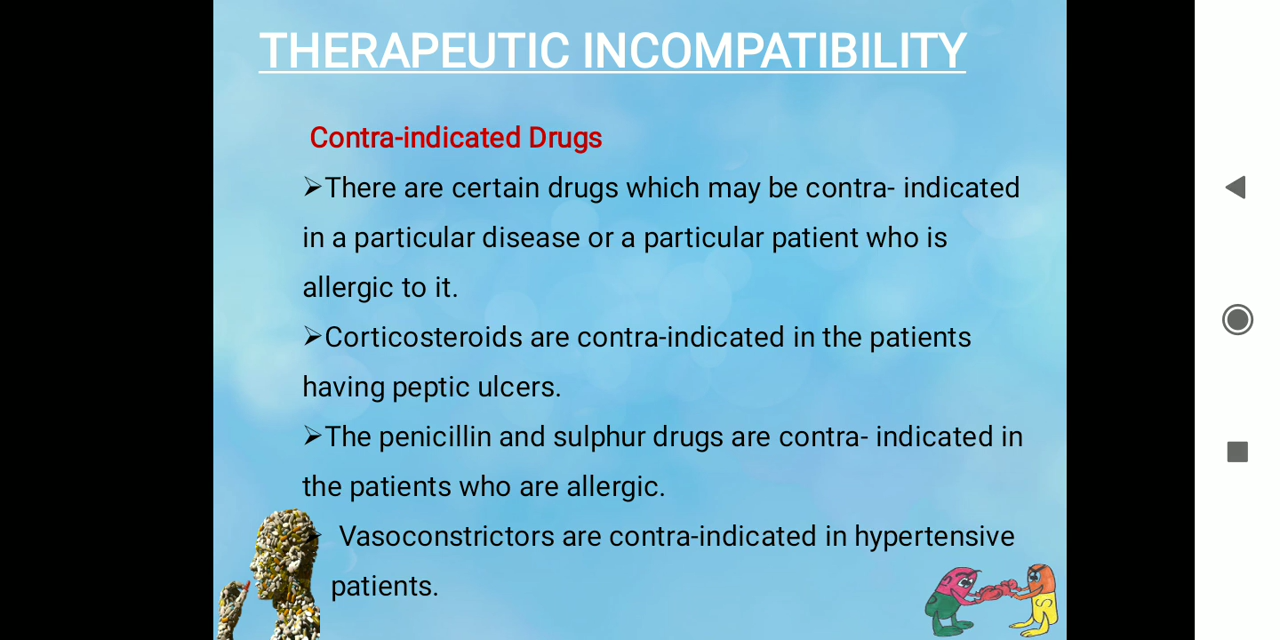 THERAPEUTIC INCOMPATIBILITY
Contra-indicated Drugs
➢There are certain drugs which may be contra- indicated
in a particular disease or a particular patient who is
allergic to it.
➢Corticosteroids are contra-indicated in the patients
having peptic ulcers.
➢The penicillin and sulphur drugs are contra- indicated in
the patients who are allergic.
➢ Vasoconstrictors are contra-indicated in hypertensive
patients.